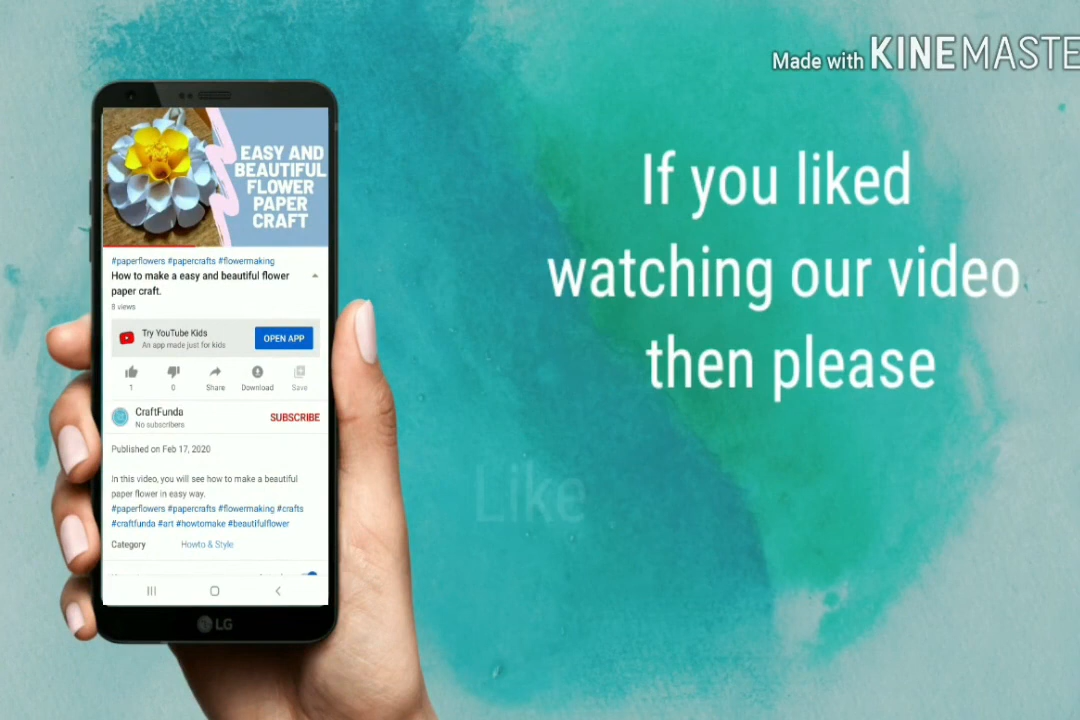 Made with KINEMASTE
EASY AND
BEAUTIFUL
FLOWER
PAPER
CRAFT
#paperflowers #papercrafts #flowermaking
How to make a easy and beautiful flower
paper craft.
8 views
Try YouTube Kids
An app made just for kids
OPEN APP
1
0
Share
Download
Save
CraftFunda
No subscribers
SUBSCRIBE
Published on Feb 17, 2020
In this video, you will see how to make a beautiful
paper flower in easy way.
#paperflowers #papercrafts #flowermaking #crafts
#craftfunda #art #howtomake #beautifulflower
Category
Howto & Style
LG
If you liked
watching our video
then please
Like